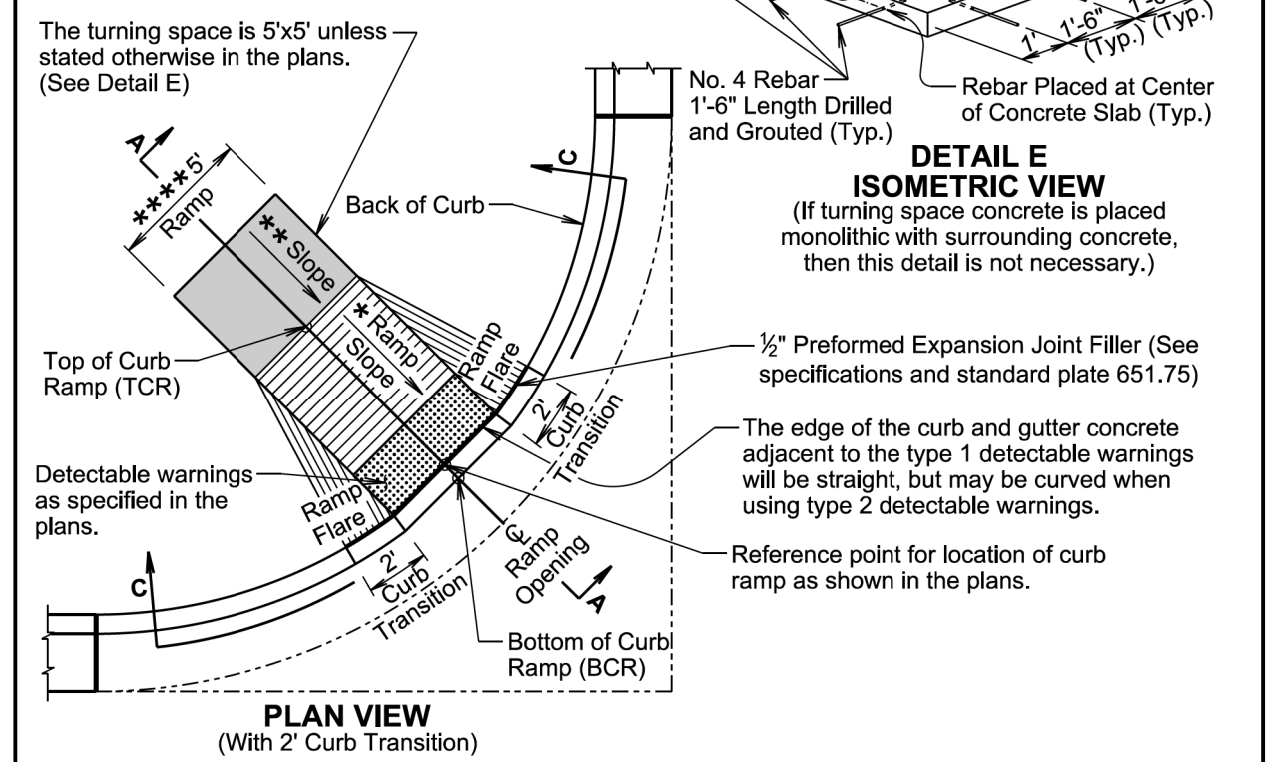 The turning space is 5'x5' unless
stated otherwise in the plans.
(See Detail E)
No. 4 Rebar
1'-6" Length Drilled
and Grouted (Typ.)
1'
1'-6"
(Typ.)
(Typ.)
Rebar Placed at Center
of Concrete Slab (Typ.)
DETAIL E
ISOMETRIC VIEW
(If turning space concrete is placed
monolithic with surrounding concrete,
then this detail is not necessary.)
A
****5'
Ramp
C
Back of Curb
** Slope
* Ramp
Slope
Ramp
Flare
Top of Curb
Ramp (TCR)
½" Preformed Expansion Joint Filler (See
specifications and standard plate 651.75)
2'
Curb
Transition
The edge of the curb and gutter concrete
adjacent to the type 1 detectable warnings
will be straight, but may be curved when
using type 2 detectable warnings.
Detectable warnings
as specified in the
plans.
Ramp
Flare
℄
Ramp
Opening
Reference point for location of curb
ramp as shown in the plans.
2'
Curb
Transition
C
A
Bottom of Curb
Ramp (BCR)
PLAN VIEW
(With 2' Curb Transition)